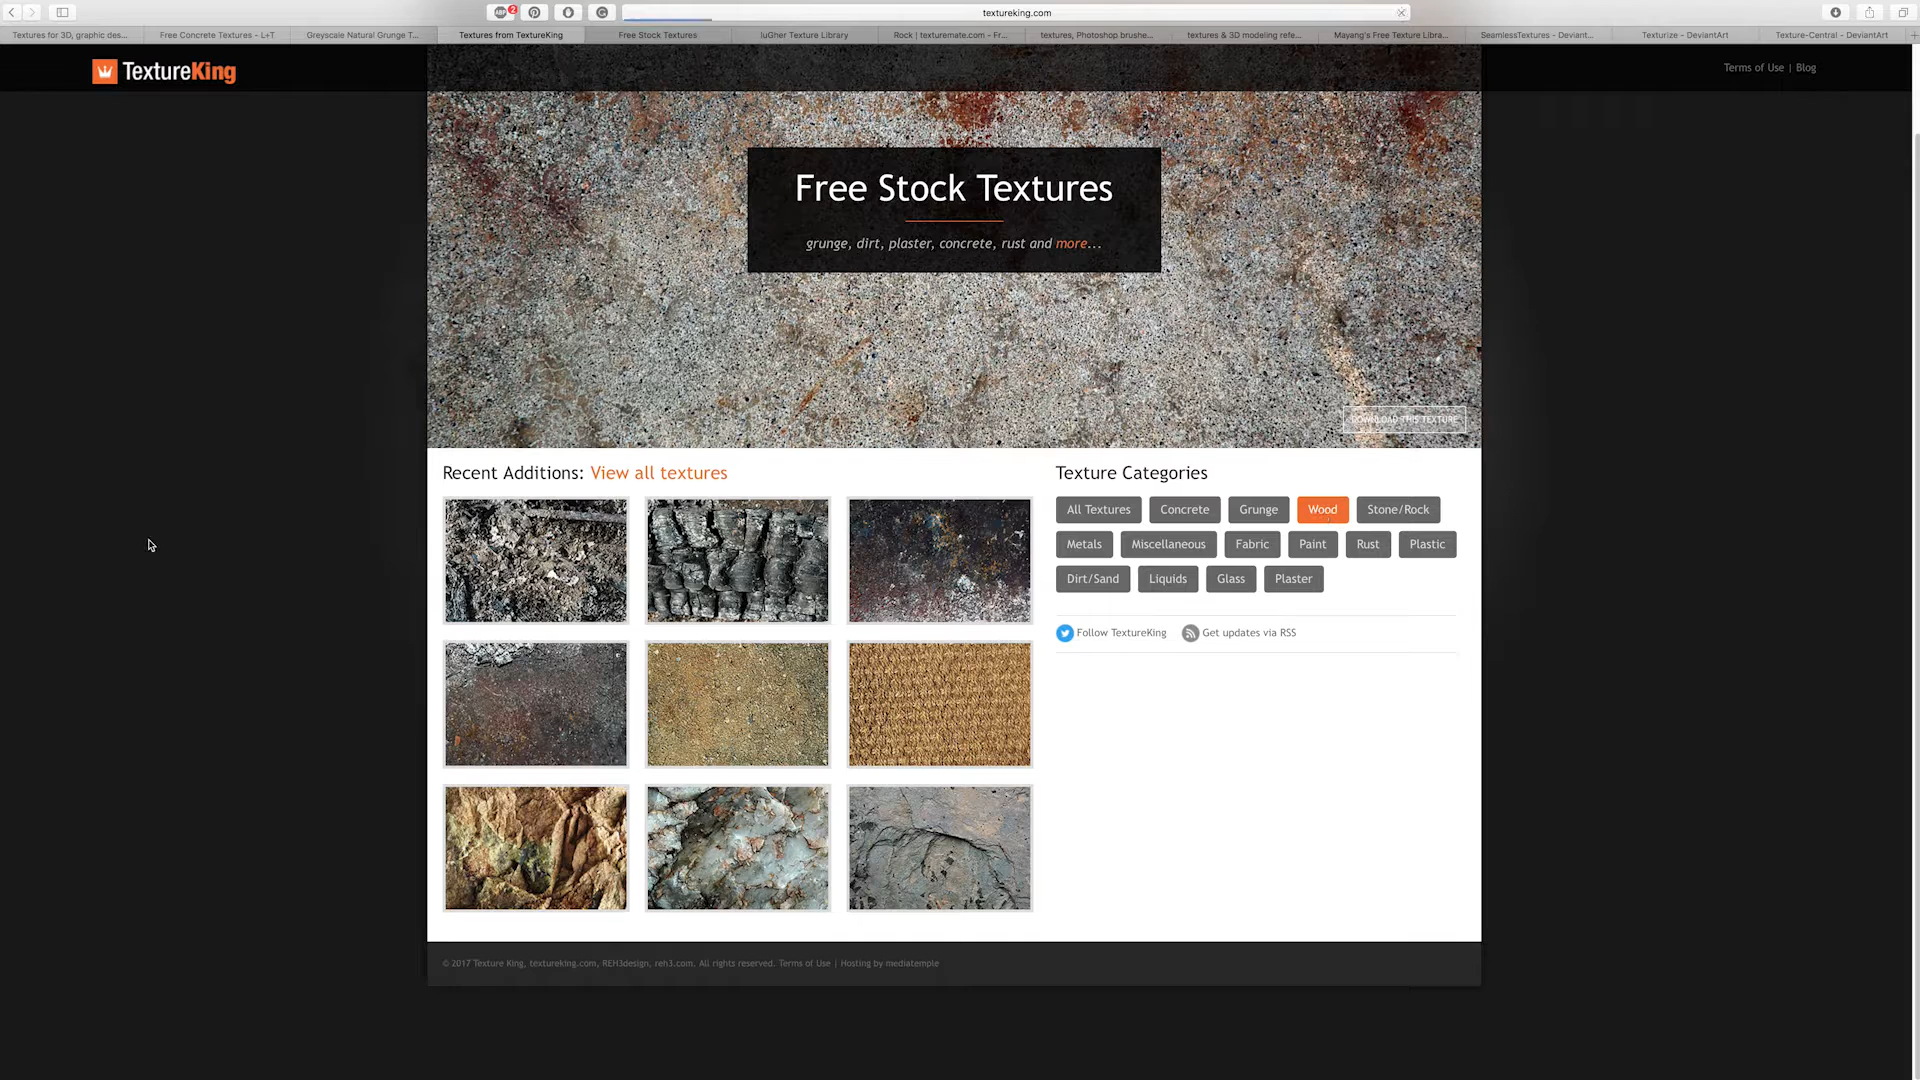 ABP 2
textureking.com
Textures for 3D, graphic des...
Free Concrete Textures - L+T
Greyscale Natural Grunge T...
Textures from TextureKing
Free Stock Textures
luGher Texture Library
Rock | texturemate.com - Fr...
textures, Photoshop brushe...
textures & 3D modeling refe...
Mayang's Free Texture Libra...
SeamlessTextures - Deviant...
Texturize - DeviantArt
Texture-Central - DeviantArt
TextureKing
Terms of Use | Blog
Free Stock Textures
grunge, dirt, plaster, concrete, rust and more...
DOWNLOAD THIS TEXTURE
Recent Additions: View all textures
Texture Categories
All Textures Concrete Grunge Wood Stone/Rock
Metals Miscellaneous Fabric Paint Rust Plastic
Dirt/Sand Liquids Glass Plaster
Follow TextureKing Get updates via RSS
© 2017 Texture King, textureking.com, REH3design, reh3.com. All rights reserved. Terms of Use | Hosting by mediatemple